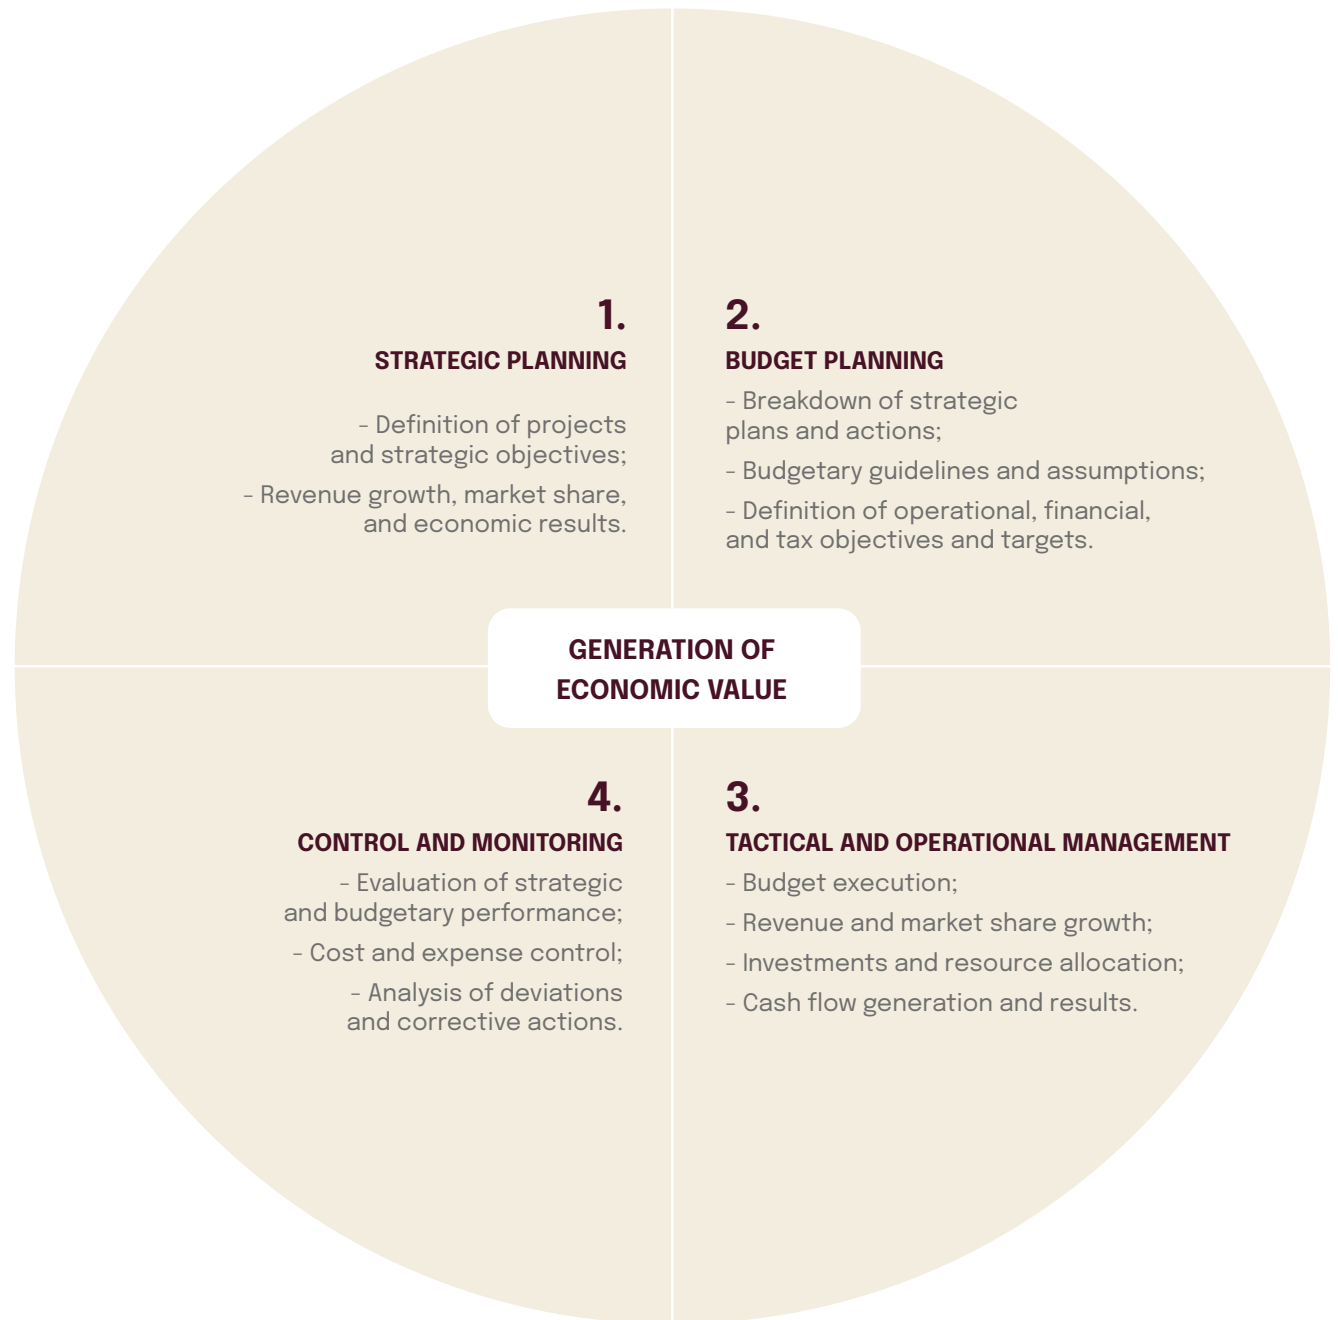 1.
STRATEGIC PLANNING
– Definition of projects
and strategic objectives;
– Revenue growth, market share,
and economic results.
2.
BUDGET PLANNING
– Breakdown of strategic
plans and actions;
– Budgetary guidelines and assumptions;
– Definition of operational, financial,
and tax objectives and targets.
GENERATION OF
ECONOMIC VALUE
3.
TACTICAL AND OPERATIONAL MANAGEMENT
– Budget execution;
– Revenue and market share growth;
– Investments and resource allocation;
– Cash flow generation and results.
4.
CONTROL AND MONITORING
– Evaluation of strategic
and budgetary performance;
– Cost and expense control;
– Analysis of deviations
and corrective actions.